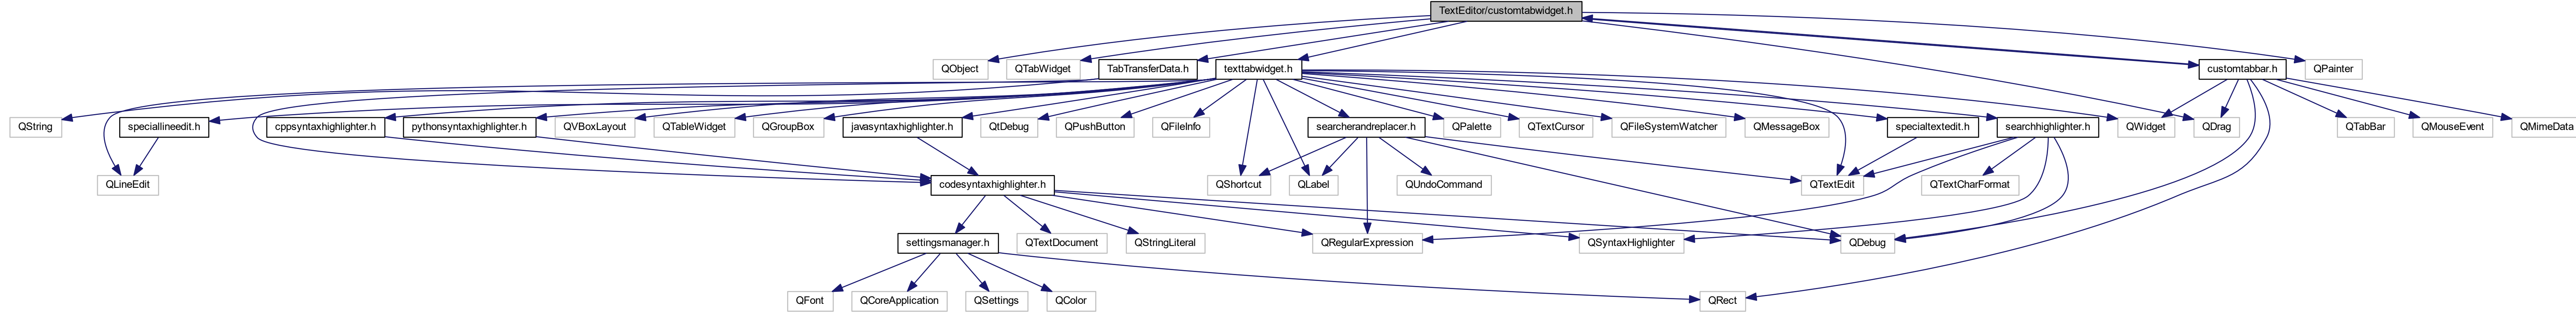 TextEditor/customtabwidget.h
QObject
QTabWidget
TabTransferData.h
texttabwidget.h
customtabbar.h
QPainter
QString
speciallineedit.h
cppsyntaxhighlighter.h
pythonsyntaxhighlighter.h
QVBoxLayout
QTableWidget
QGroupBox
javasyntaxhighlighter.h
QtDebug
QPushButton
QFileInfo
searcherandreplacer.h
QPalette
QTextCursor
QFileSystemWatcher
QMessageBox
specialtextedit.h
searchhighlighter.h
QWidget
QDrag
QTabBar
QMouseEvent
QMimeData
QLineEdit
codesyntaxhighlighter.h
QShortcut
QLabel
QUndoCommand
QTextEdit
QTextCharFormat
settingsmanager.h
QTextDocument
QStringLiteral
QRegularExpression
QSyntaxHighlighter
QDebug
QFont
QCoreApplication
QSettings
QColor
QRect